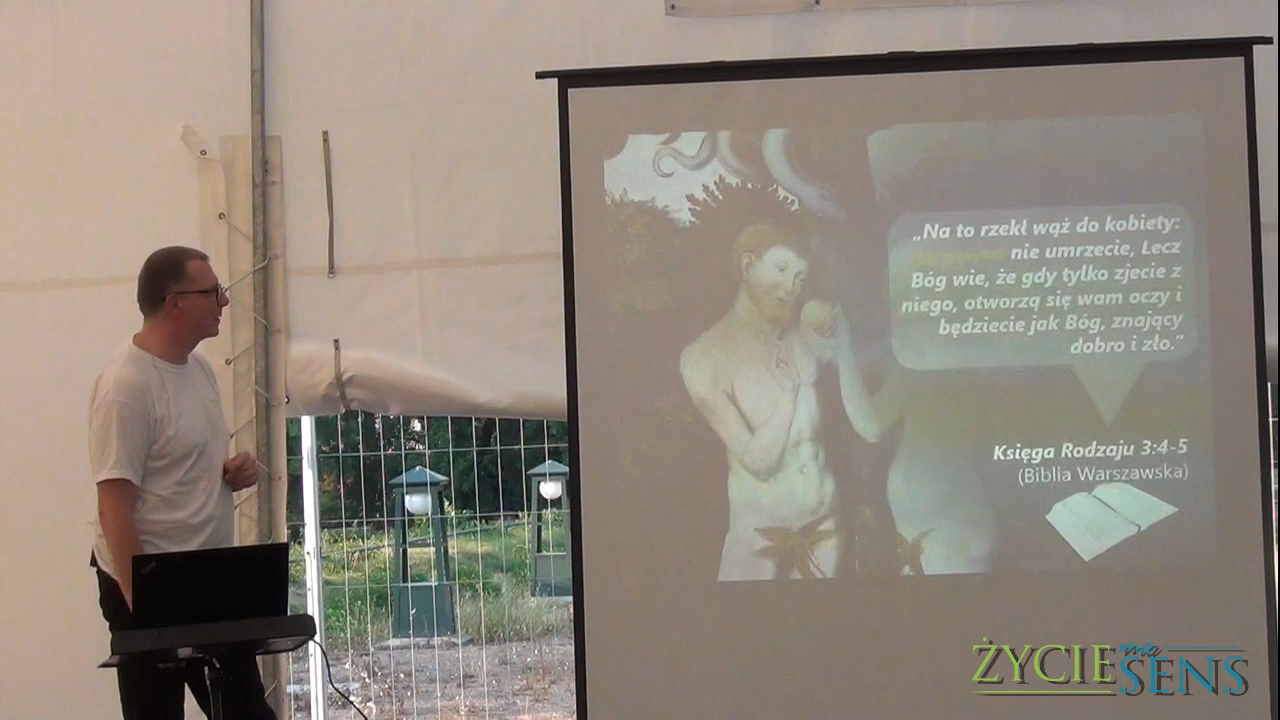 „Na to rzekł wąż do kobiety:
nie umrzecie, Lecz
Bóg wie, że gdy tylko zjecie z
niego, otworzą się wam oczy i
będziecie jak Bóg, znający
dobro i zło.”
Księga Rodzaju 3:4-5
(Biblia Warszawska)
ŻYCIE ma
SENS